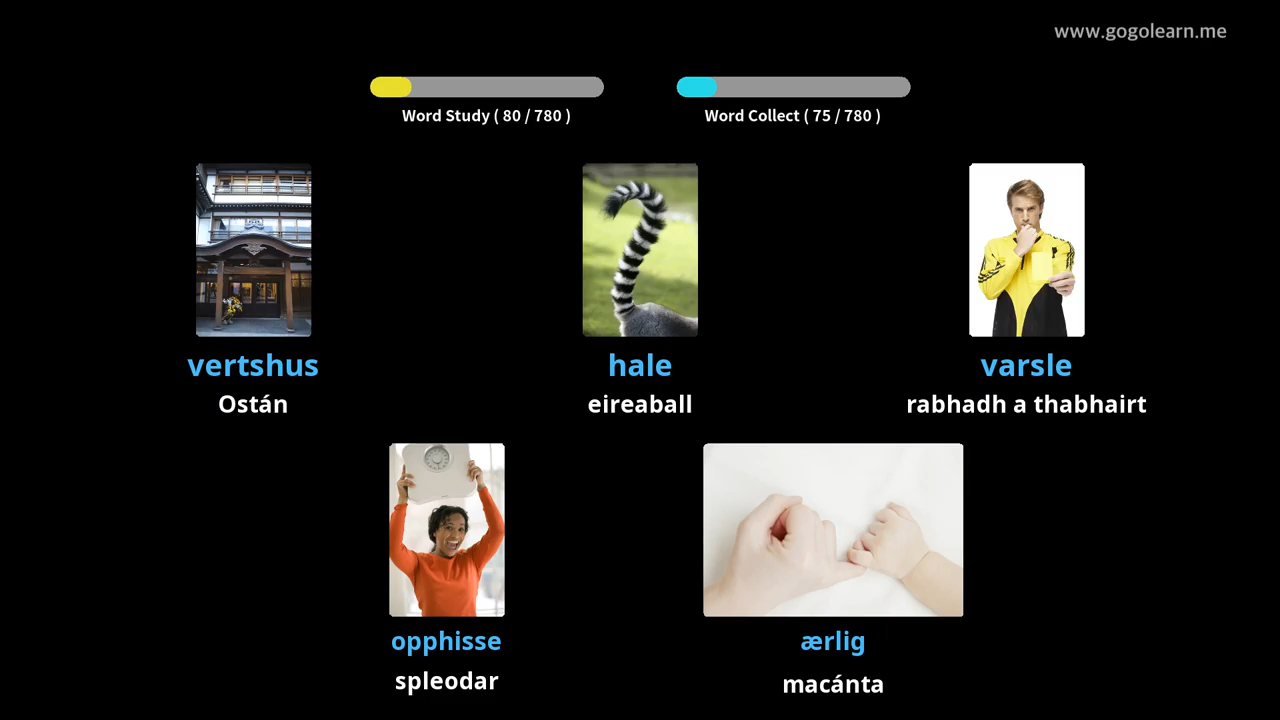 www.gogolearn.me
Word Study ( 80 / 780 )
Word Collect ( 75 / 780 )
vertshus
Ostán
hale
eireaball
varsle
rabhadh a thabhairt
opphisse
spleodar
ærlig
macánta